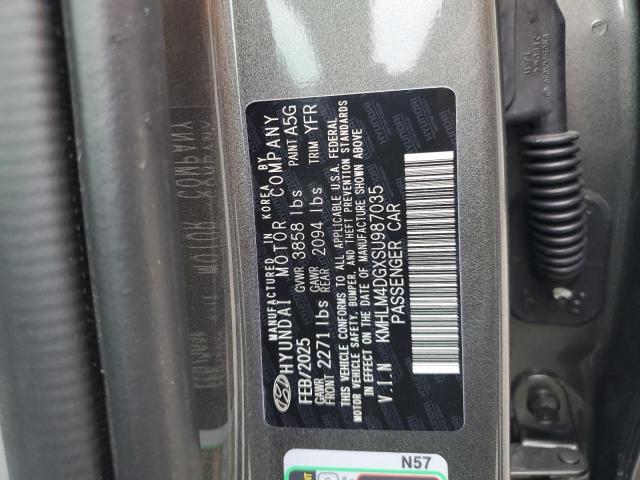 MANUFACTURED IN KOREA BY
HYUNDAI MOTOR COMPANY
FEB/2025 GVWR 3858 lbs PAINT A5G
GAWR FRONT 2271 lbs GAWR REAR 2094 lbs TRIM YFR
THIS VEHICLE CONFORMS TO ALL APPLICABLE U.S.A. FEDERAL
MOTOR VEHICLE SAFETY, BUMPER, AND THEFT PREVENTION STANDARDS
IN EFFECT ON THE DATE OF MANUFACTURE SHOWN ABOVE
V.I.N KMHLM4DGXSU987035
PASSENGER CAR
N57